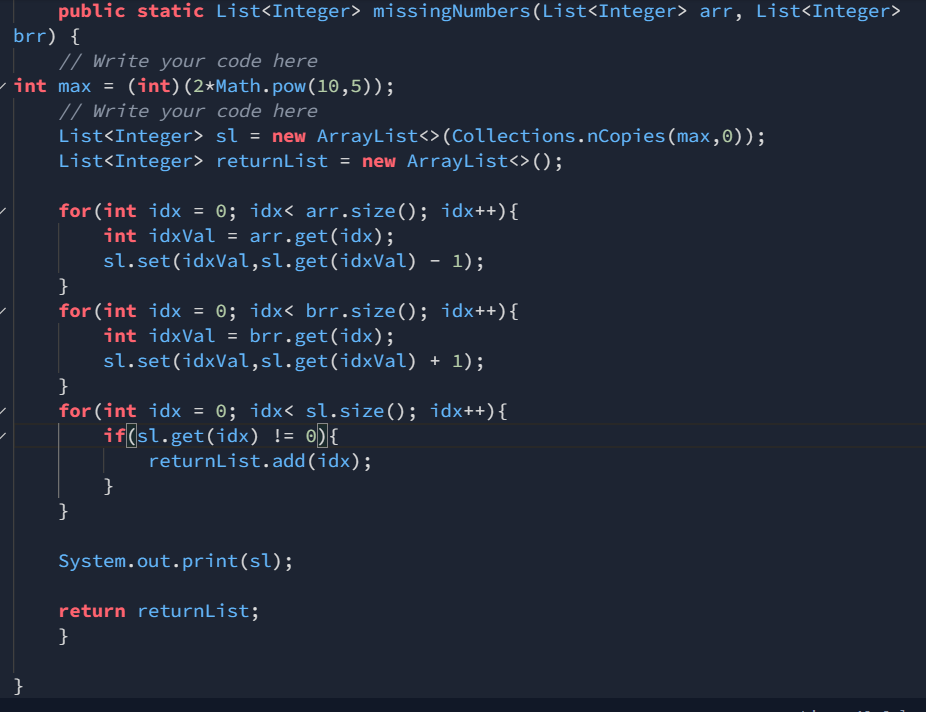 public static List<Integer> missingNumbers(List<Integer> arr, List<Integer>
brr) {
// Write your code here
int max = (int)(2*Math.pow(10,5));
// Write your code here
List<Integer> sl = new ArrayList<>(Collections.nCopies(max,0));
List<Integer> returnList = new ArrayList<>();
for(int idx = 0; idx< arr.size(); idx++){
int idxVal = arr.get(idx);
sl.set(idxVal,sl.get(idxVal) - 1);
}
for(int idx = 0; idx< brr.size(); idx++){
int idxVal = brr.get(idx);
sl.set(idxVal,sl.get(idxVal) + 1);
}
for(int idx = 0; idx< sl.size(); idx++){
if(sl.get(idx) != 0){
returnList.add(idx);
}
}
System.out.print(sl);
return returnList;
}
}